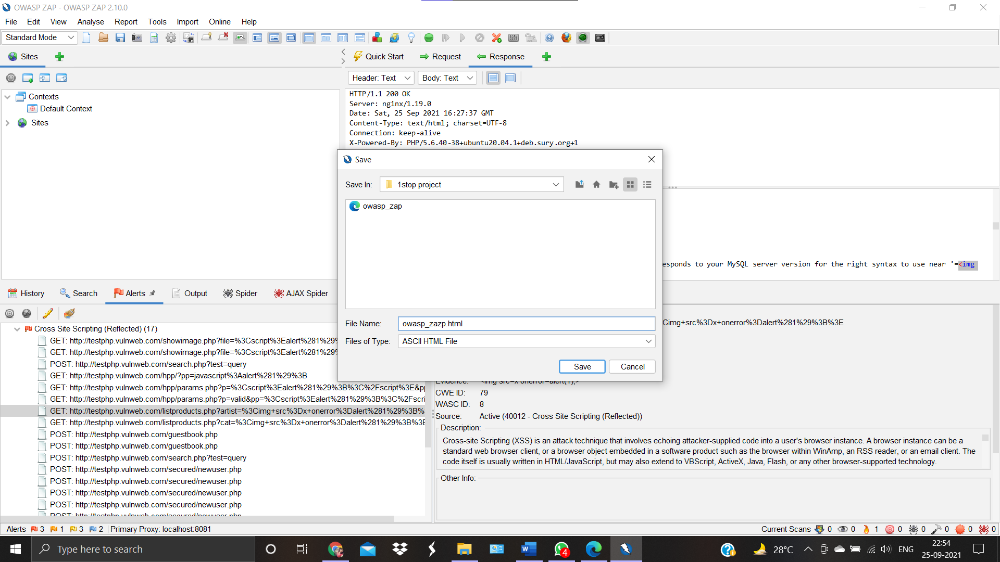 OWASP ZAP - OWASP ZAP 2.10.0
File Edit View Analyse Report Tools Import Online Help
Standard Mode
Sites
Quick Start Request Response
Header: Text Body: Text
Contexts
Default Context
Sites
HTTP/1.1 200 OK
Server: nginx/1.19.0
Date: Sat, 25 Sep 2021 16:27:37 GMT
Content-Type: text/html; charset=UTF-8
Connection: keep-alive
X-Powered-By: PHP/5.6.40-38+ubuntu20.04.1+deb.sury.org+1
esponds to your MySQL server version for the right syntax to use near '=<img
Save
Save In: 1stop project
owasp_zap
File Name: owasp_zazp.html
Files of Type: ASCII HTML File
Save Cancel
History Search Alerts Output Spider AJAX Spider
Cross Site Scripting (Reflected) (17)
GET: http://testphp.vulnweb.com/showimage.php?file=%3Cscript%3Ealert%281%29%
GET: http://testphp.vulnweb.com/showimage.php?file=%3Cscript%3Ealert%281%29%
POST: http://testphp.vulnweb.com/search.php?test=query
GET: http://testphp.vulnweb.com/hpp/?pp=javascript%3Aalert%281%29%3B
GET: http://testphp.vulnweb.com/hpp/params.php?p=%3Cscript%3Ealert%281%29%3B%3C%2Fscript%3E&pp
GET: http://testphp.vulnweb.com/hpp/params.php?p=valid&pp=%3Cscript%3Ealert%281%29%3B%3C%2Fscri
GET: http://testphp.vulnweb.com/listproducts.php?artist=%3Cimg+src%3Dx+onerror%3Dalert%281%29%3B%
GET: http://testphp.vulnweb.com/listproducts.php?cat=%3Cimg+src%3Dx+onerror%3Dalert%281%29%3B%3E
POST: http://testphp.vulnweb.com/guestbook.php
POST: http://testphp.vulnweb.com/guestbook.php
POST: http://testphp.vulnweb.com/search.php?test=query
POST: http://testphp.vulnweb.com/secured/newuser.php
POST: http://testphp.vulnweb.com/secured/newuser.php
POST: http://testphp.vulnweb.com/secured/newuser.php
POST: http://testphp.vulnweb.com/secured/newuser.php
POST: http://testphp.vulnweb.com/secured/newuser.php
Cimg+src%3Dx+onerror%3Dalert%281%29%3B%3E
Evidence: <img src=x onerror=alert(1);>
CWE ID: 79
WASC ID: 8
Source: Active (40012 - Cross Site Scripting (Reflected))
Description:
Cross-site Scripting (XSS) is an attack technique that involves echoing attacker-supplied code into a user's browser instance. A browser instance can be a
standard web browser client, or a browser object embedded in a software product such as the browser within WinAmp, an RSS reader, or an email client. The
code itself is usually written in HTML/JavaScript, but may also extend to VBScript, ActiveX, Java, Flash, or any other browser-supported technology.
Other Info:
Alerts 3 1 3 2 Primary Proxy: localhost:8081
Current Scans 0 0 1 0 0 0 0 0
Type here to search
4
28°C ENG
22:54
25-09-2021